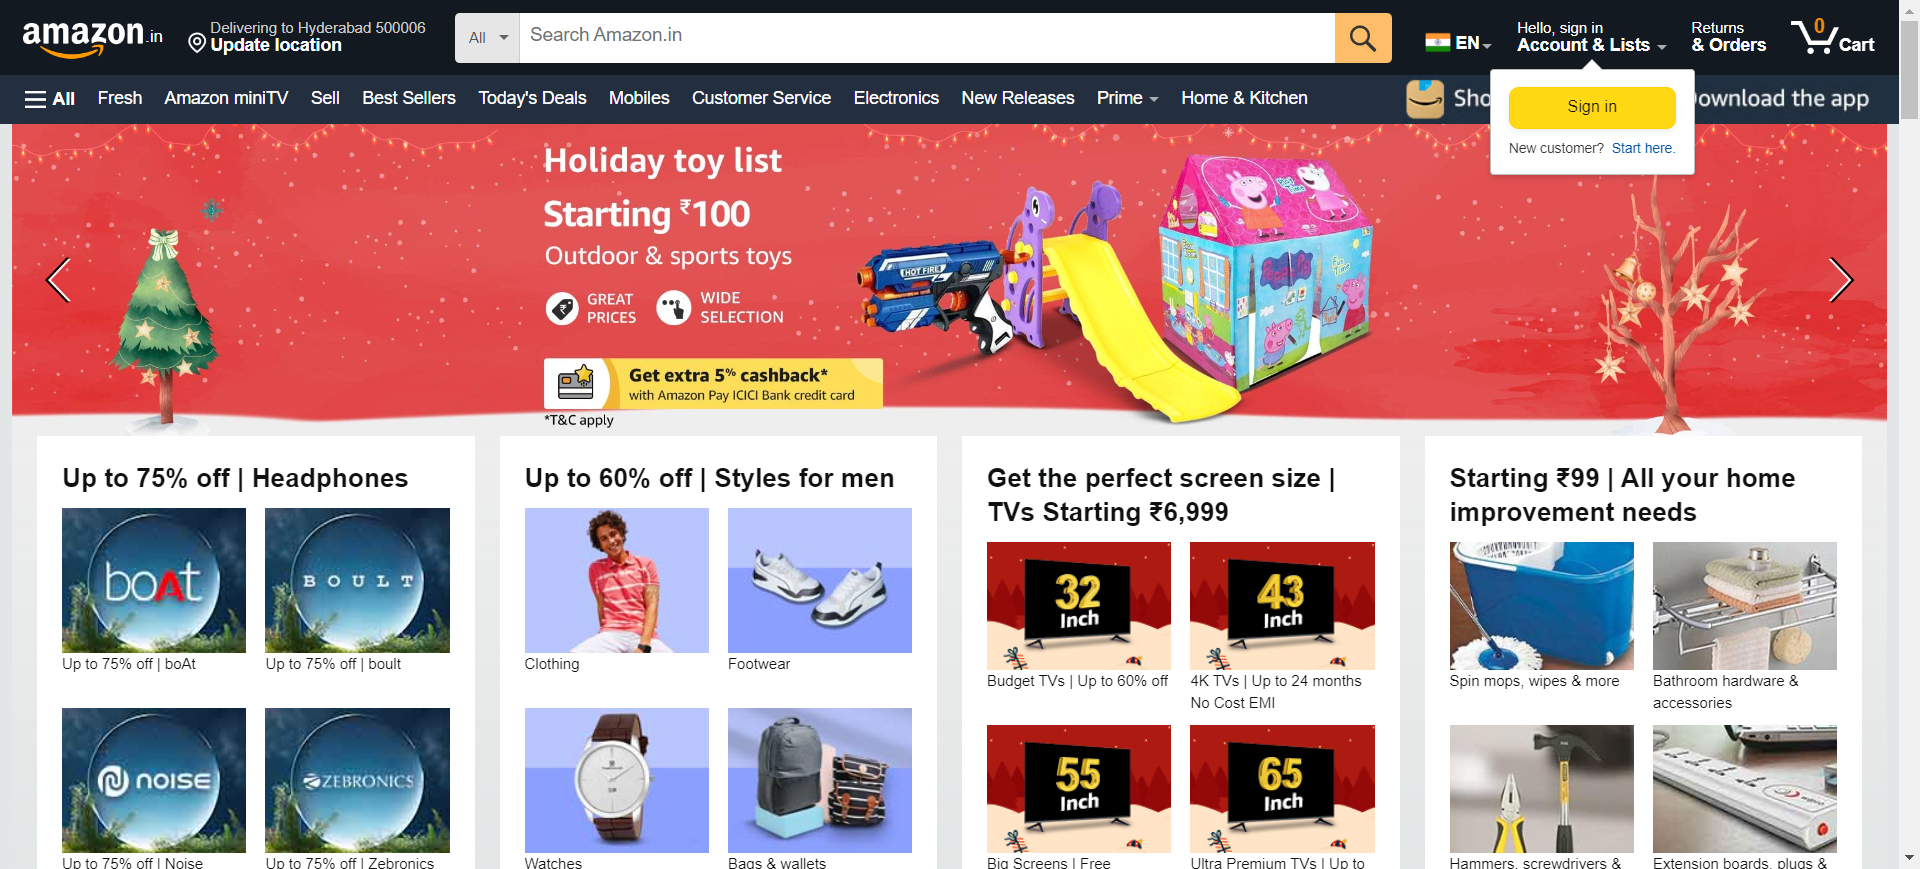 amazon.in
Delivering to Hyderabad 500006
Update location
All
Search Amazon.in
EN
Hello, sign in
Account & Lists
Returns
& Orders
0
Cart
All
Fresh
Amazon miniTV
Sell
Best Sellers
Today's Deals
Mobiles
Customer Service
Electronics
New Releases
Prime
Home & Kitchen
Sho
ownload the app
Sign in
New customer? Start here.
Holiday toy list
Starting ₹100
Outdoor & sports toys
GREAT
PRICES
WIDE
SELECTION
Get extra 5% cashback*
with Amazon Pay ICICI Bank credit card
*T&C apply
HOT FIRE
Peppa Pig
Fun
Time
Up to 75% off | Headphones
boAt
BOULT
Up to 75% off | boAt
Up to 75% off | boult
noise
ZEBRONICS
Up to 75% off | Noise
Up to 75% off | Zebronics
Up to 60% off | Styles for men
Clothing
Footwear
Watches
Bags & wallets
Get the perfect screen size |
TVs Starting ₹6,999
32
Inch
43
Inch
Budget TVs | Up to 60% off
4K TVs | Up to 24 months
No Cost EMI
55
Inch
65
Inch
Big Screens | Free
Ultra Premium TVs | Up to
Starting ₹99 | All your home
improvement needs
Spin mops, wipes & more
Bathroom hardware &
accessories
wipro
Hammers, screwdrivers &
Extension boards, plugs &